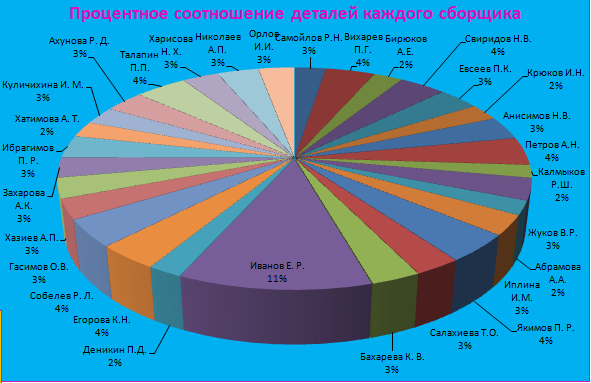 Процентное соотношение деталей каждого сборщика
Самойлов Р.Н.
3%
Вихарев
П.Г.
4%
Бирюков
А.Е.
2%
Свиридов Н.В.
4%
Евсеев П.К.
3%
Крюков И.Н.
2%
Анисимов Н.В.
3%
Петров А.Н.
4%
Калмыков
Р.Ш.
2%
Жуков В.Р.
3%
Абрамова
А.А.
2%
Иплина
И.М.
3%
Якимов П. Р.
4%
Салахиева Т.О.
3%
Бахарева К. В.
3%
Иванов Е. Р.
11%
Деникин П.Д.
2%
Егорова К.Н.
4%
Собелев Р. Л.
4%
Гасимов О.В.
3%
Хазиев А.П.
3%
Захарова
А.К.
3%
Ибрагимов
П. Р.
3%
Хатимова А. Т.
2%
Куличихина И. М.
3%
Ахунова Р. Д.
3%
Талапин
П.П.
4%
Харисова
Н. Х.
3%
Николаев
А.П.
3%
Орлов
И.И.
3%